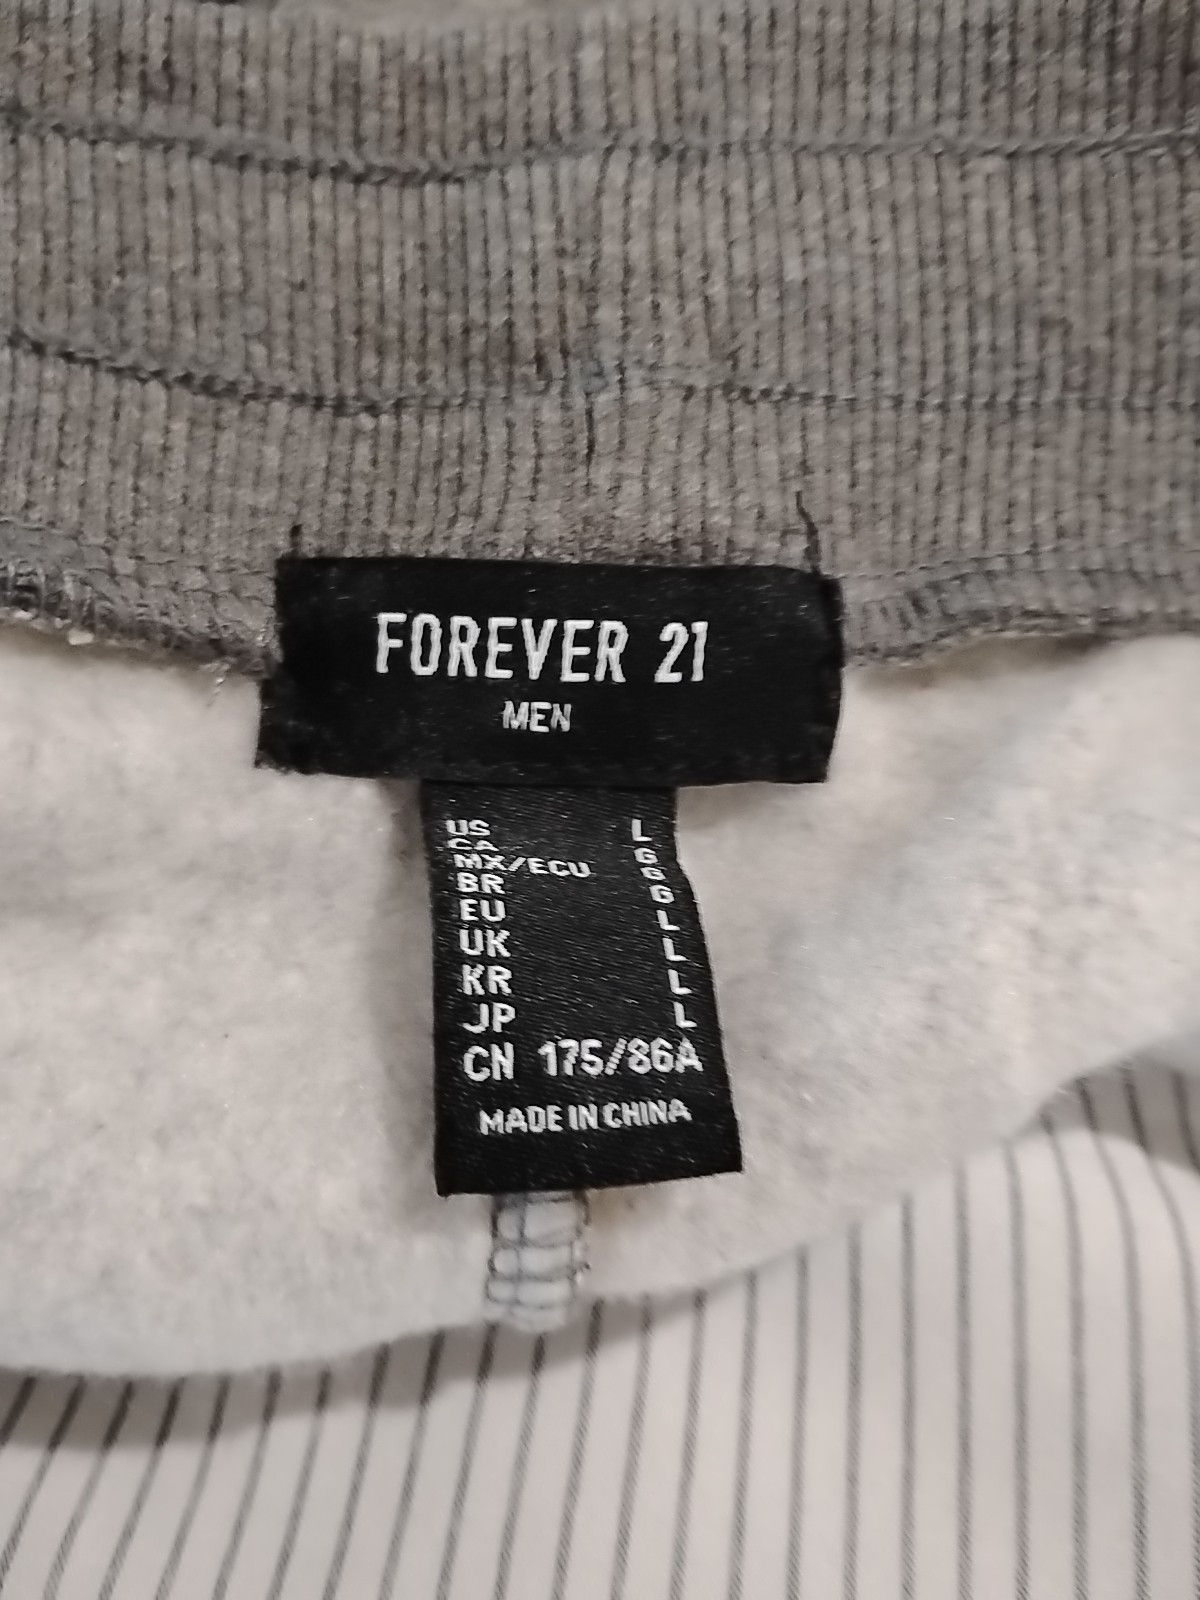 FOREVER 21
MEN
US L
CA G
MX/ECU G
BR G
EU L
UK L
KR L
JP L
CN 175/86A
MADE IN CHINA